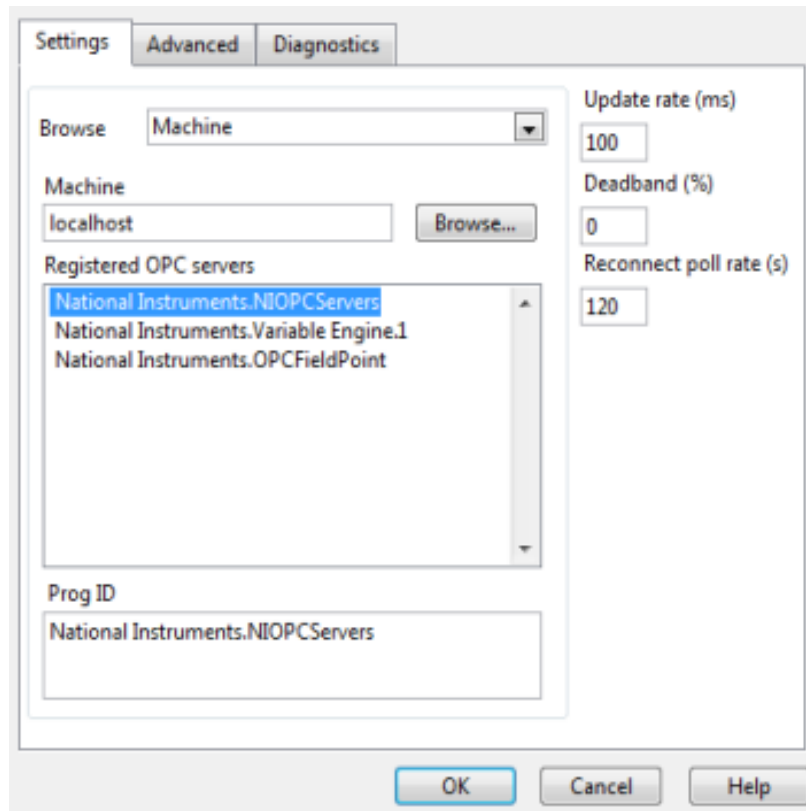 Settings Advanced Diagnostics
Browse Machine
Machine
localhost Browse...
Registered OPC servers
National Instruments.NIOPCServers
National Instruments.Variable Engine.1
National Instruments.OPCFieldPoint
Prog ID
National Instruments.NIOPCServers
Update rate (ms)
100
Deadband (%)
0
Reconnect poll rate (s)
120
OK Cancel Help